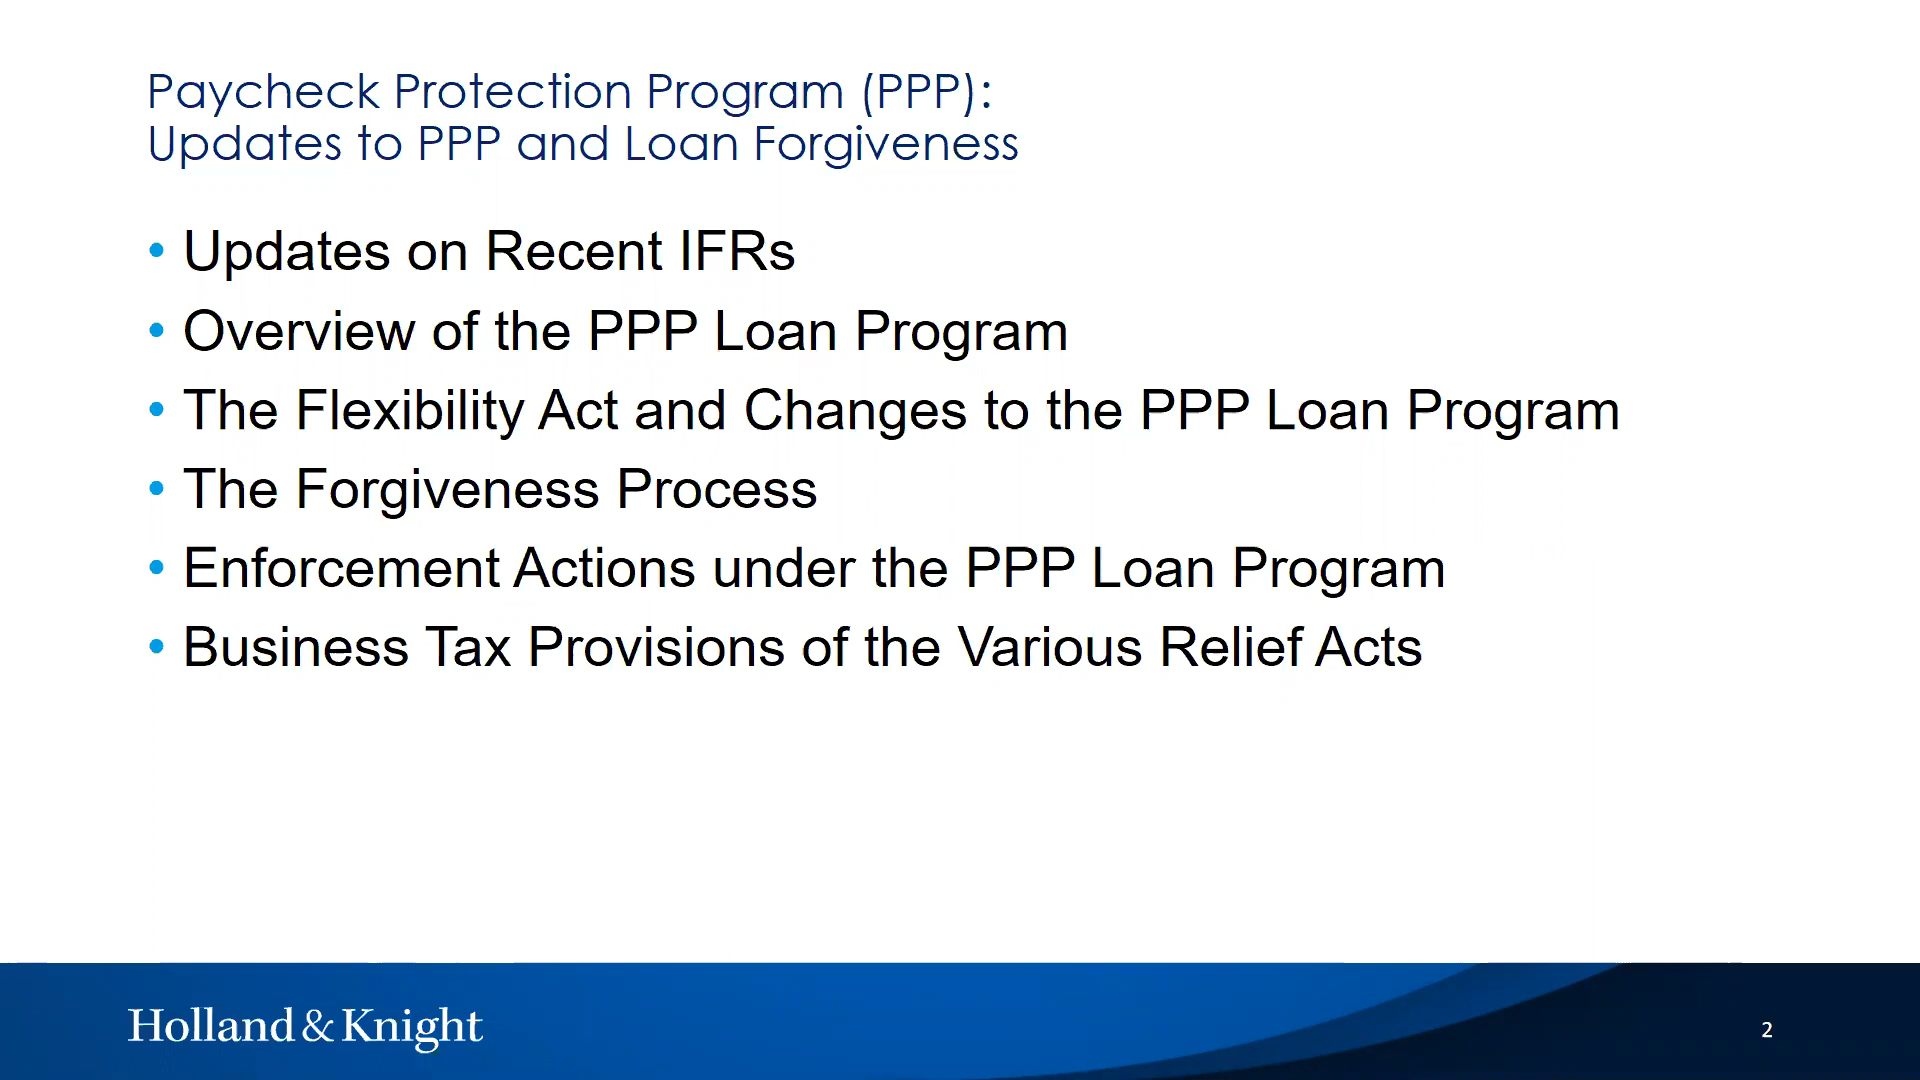 Paycheck Protection Program (PPP):
Updates to PPP and Loan Forgiveness
• Updates on Recent IFRs
• Overview of the PPP Loan Program
• The Flexibility Act and Changes to the PPP Loan Program
• The Forgiveness Process
• Enforcement Actions under the PPP Loan Program
• Business Tax Provisions of the Various Relief Acts
Holland & Knight
2